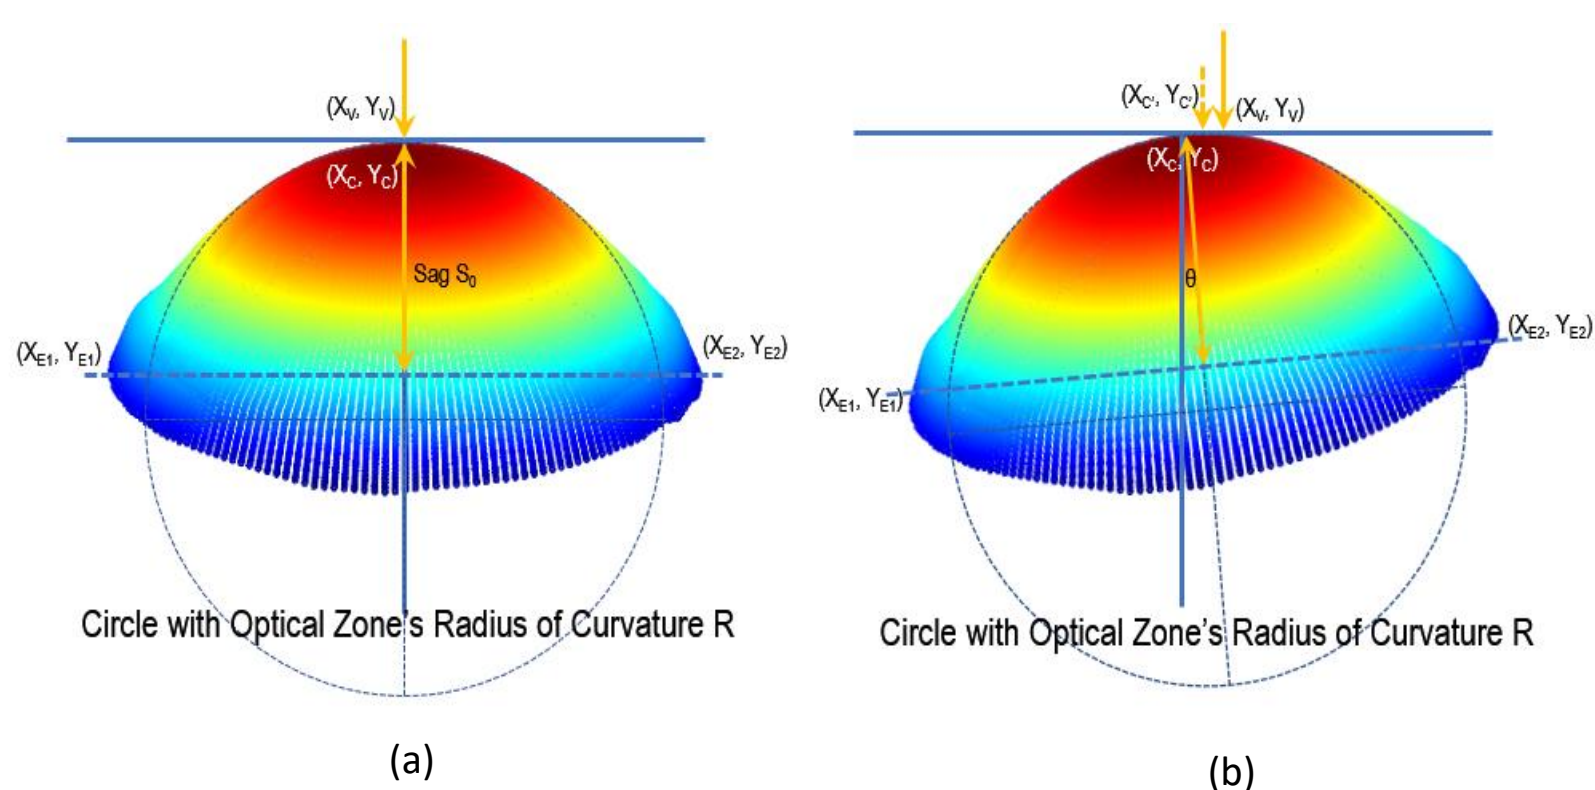 (X_V, Y_V)
(X_C, Y_C)
Sag S_0
(X_E1, Y_E1)
(X_E2, Y_E2)
Circle with Optical Zone's Radius of Curvature R
(a)
(X_C', Y_C')
(X_V, Y_V)
(X_C, Y_C)
θ
(X_E2, Y_E2)
(X_E1, Y_E1)
Circle with Optical Zone's Radius of Curvature R
(b)